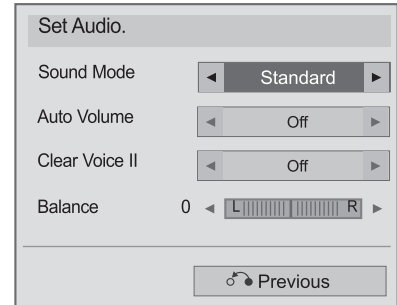 Set Audio.
Sound Mode ◄ Standard ►
Auto Volume ◄ Off ►
Clear Voice II ◄ Off ►
Balance 0 ◄ L R ►
Previous